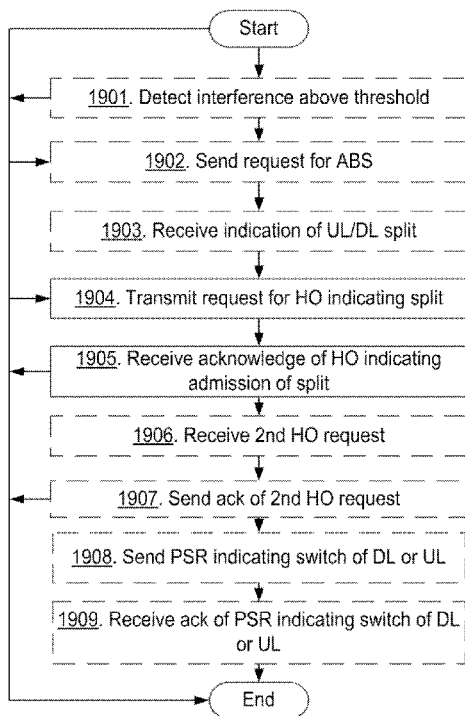 Start
1901. Detect interference above threshold
1902. Send request for ABS
1903. Receive indication of UL/DL split
1904. Transmit request for HO indicating split
1905. Receive acknowledge of HO indicating
admission of split
1906. Receive 2nd HO request
1907. Send ack of 2nd HO request
1908. Send PSR indicating switch of DL or UL
1909. Receive ack of PSR indicating switch of DL
or UL
End